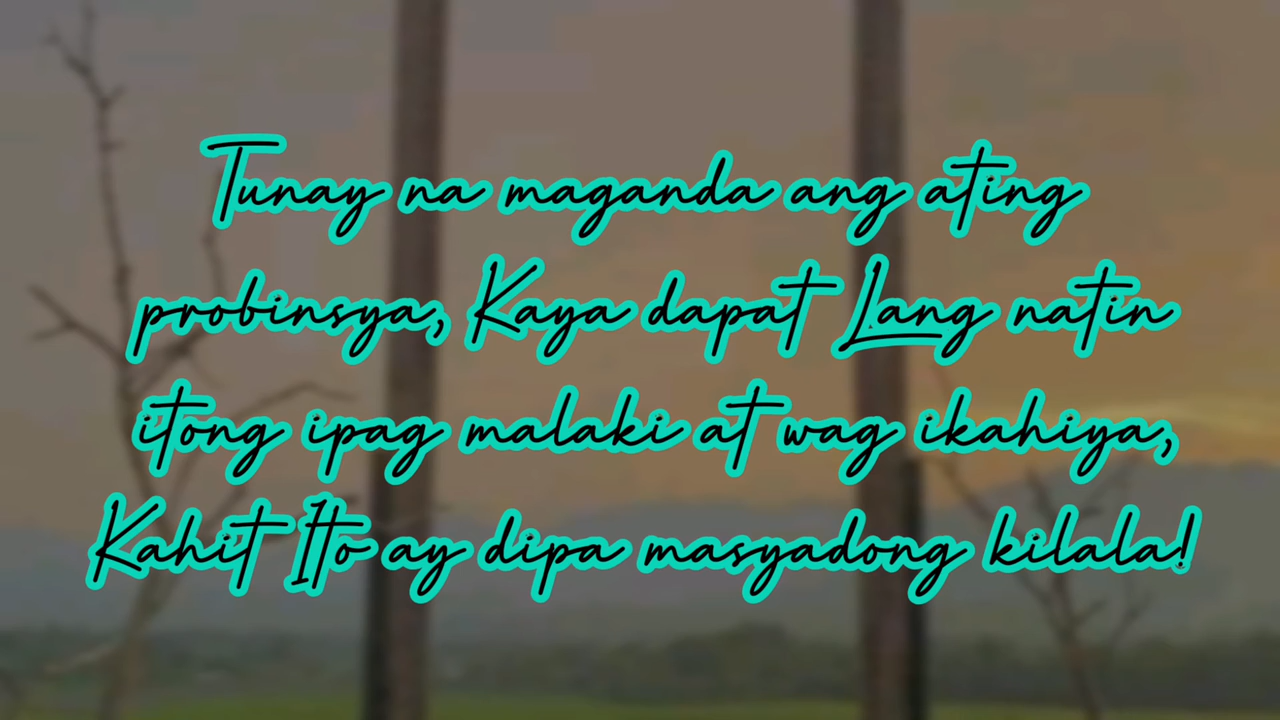 Tunay na maganda ang ating
probinsya, Kaya dapat Lang natin
itong ipag malaki at wag ikahiya,
Kahit Ito ay dipa masyadong kilala!